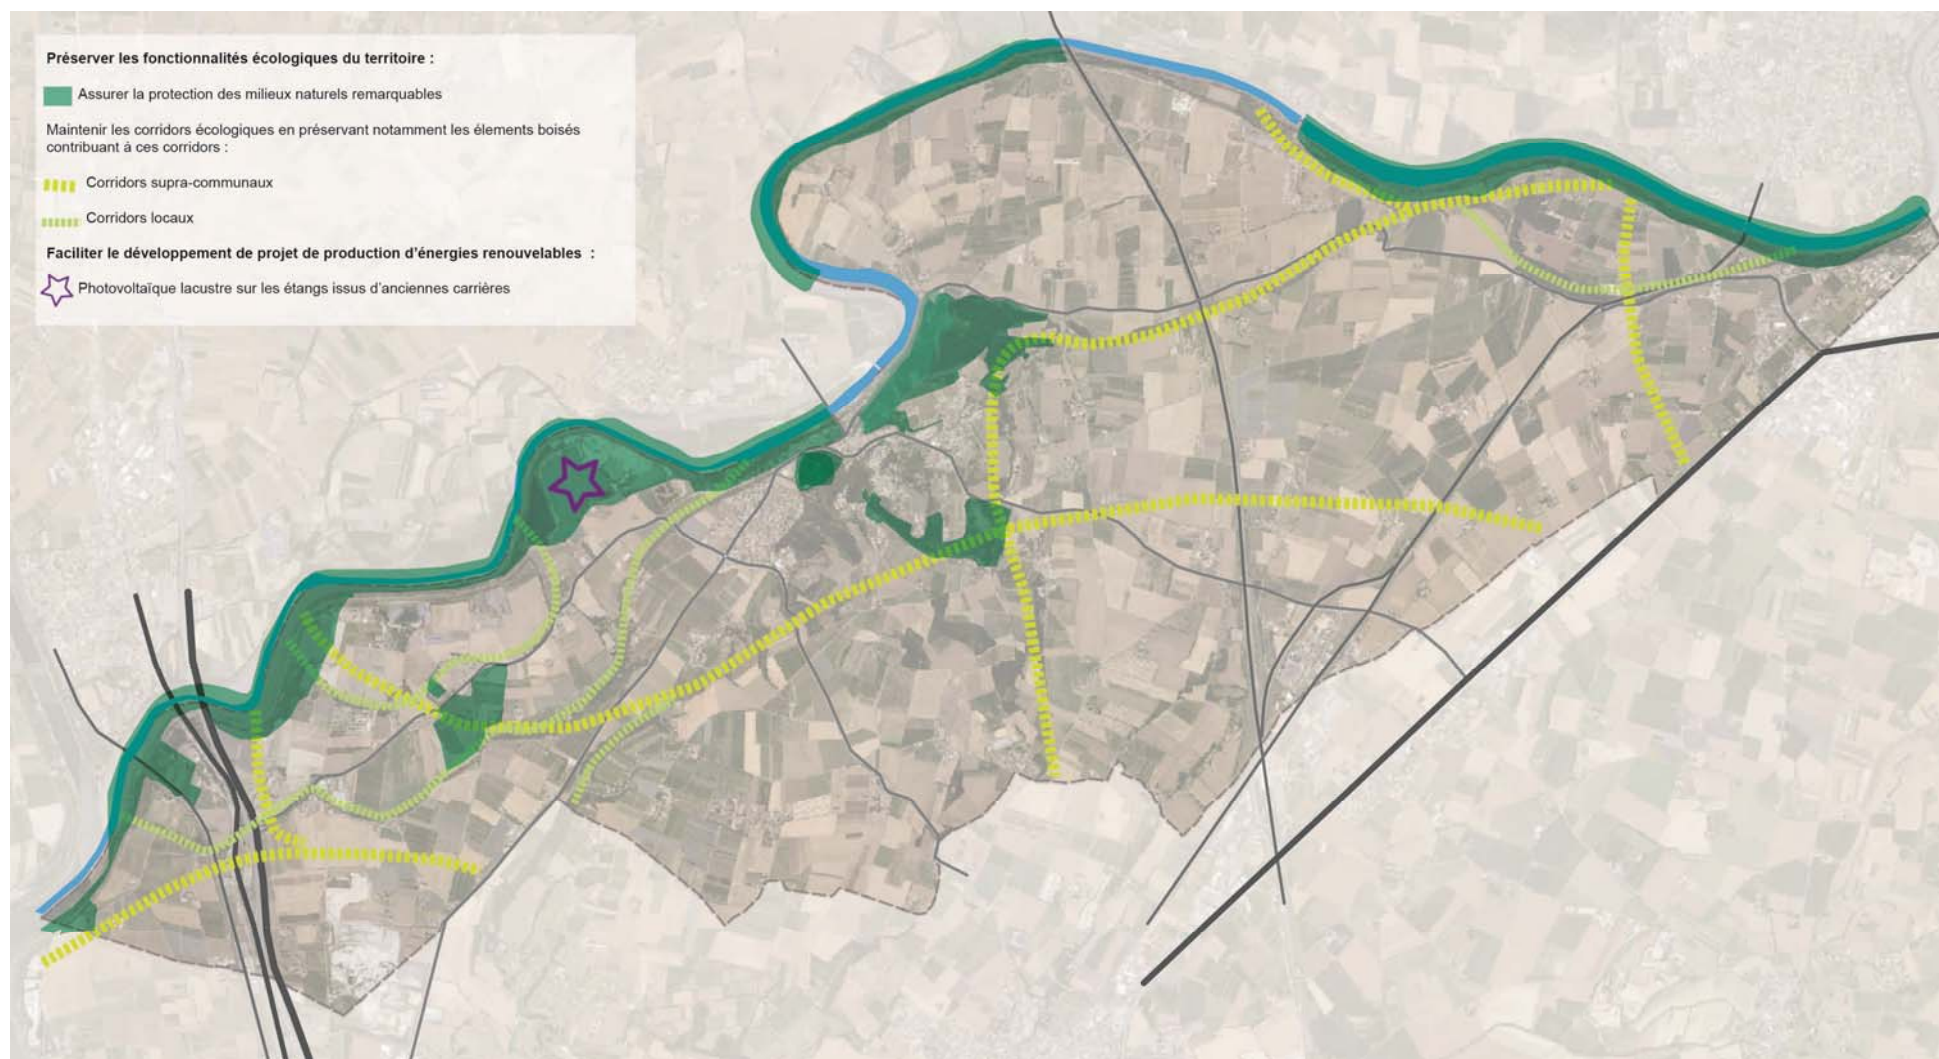 Préserver les fonctionnalités écologiques du territoire :
Assurer la protection des milieux naturels remarquables
Maintenir les corridors écologiques en préservant notamment les élements boisés
contribuant à ces corridors :
Corridors supra-communaux
Corridors locaux
Faciliter le développement de projet de production d'énergies renouvelables :
Photovoltaïque lacustre sur les étangs issus d'anciennes carrières